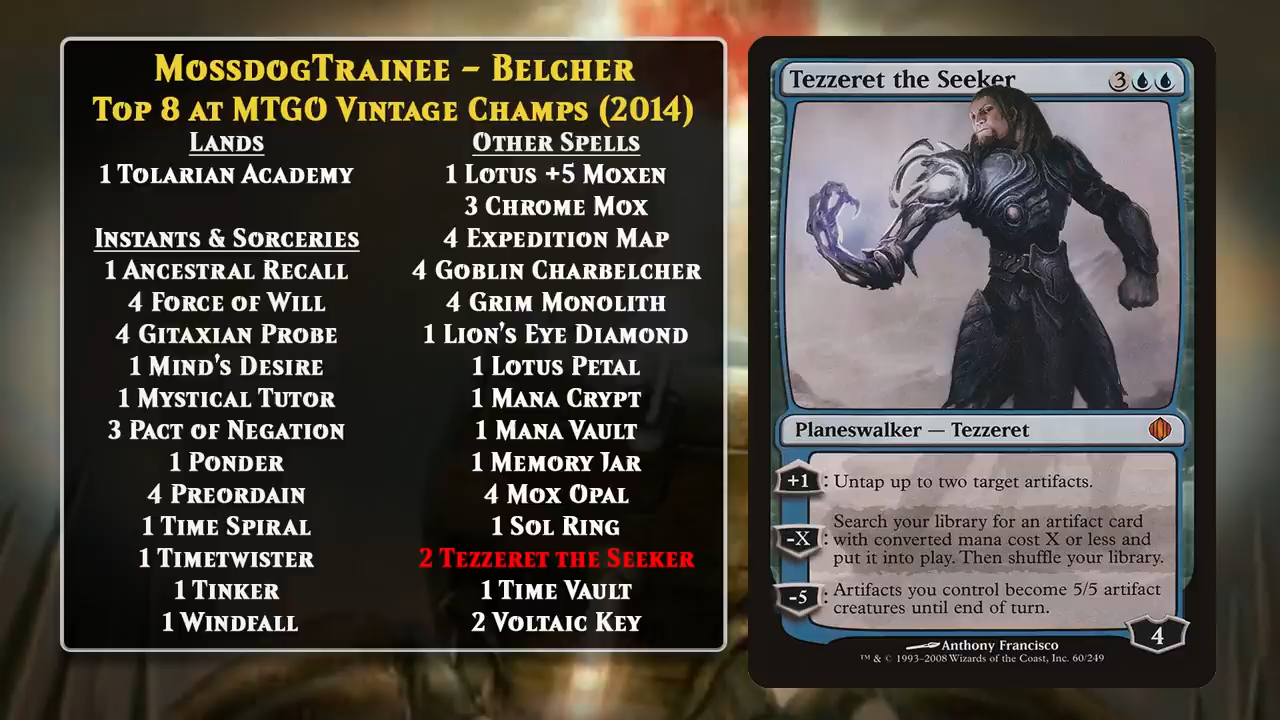 MossdogTrainee – Belcher
Top 8 at MTGO Vintage Champs (2014)
Lands
1 Tolarian Academy
Instants & Sorceries
1 Ancestral Recall
4 Force of Will
4 Gitaxian Probe
1 Mind's Desire
1 Mystical Tutor
3 Pact of Negation
1 Ponder
4 Preordain
1 Time Spiral
1 Timetwister
1 Tinker
1 Windfall
Other Spells
1 Lotus +5 Moxen
3 Chrome Mox
4 Expedition Map
4 Goblin Charbelcher
4 Grim Monolith
1 Lion's Eye Diamond
1 Lotus Petal
1 Mana Crypt
1 Mana Vault
1 Memory Jar
4 Mox Opal
1 Sol Ring
2 Tezzeret the Seeker
1 Time Vault
2 Voltaic Key
Tezzeret the Seeker 3
Planeswalker — Tezzeret
+1 : Untap up to two target artifacts.
Search your library for an artifact card
-X : with converted mana cost X or less and
put it into play. Then shuffle your library.
-5 : Artifacts you control become 5/5 artifact
creatures until end of turn.
4
Anthony Francisco
™ & © 1993–2008 Wizards of the Coast, Inc. 60/249